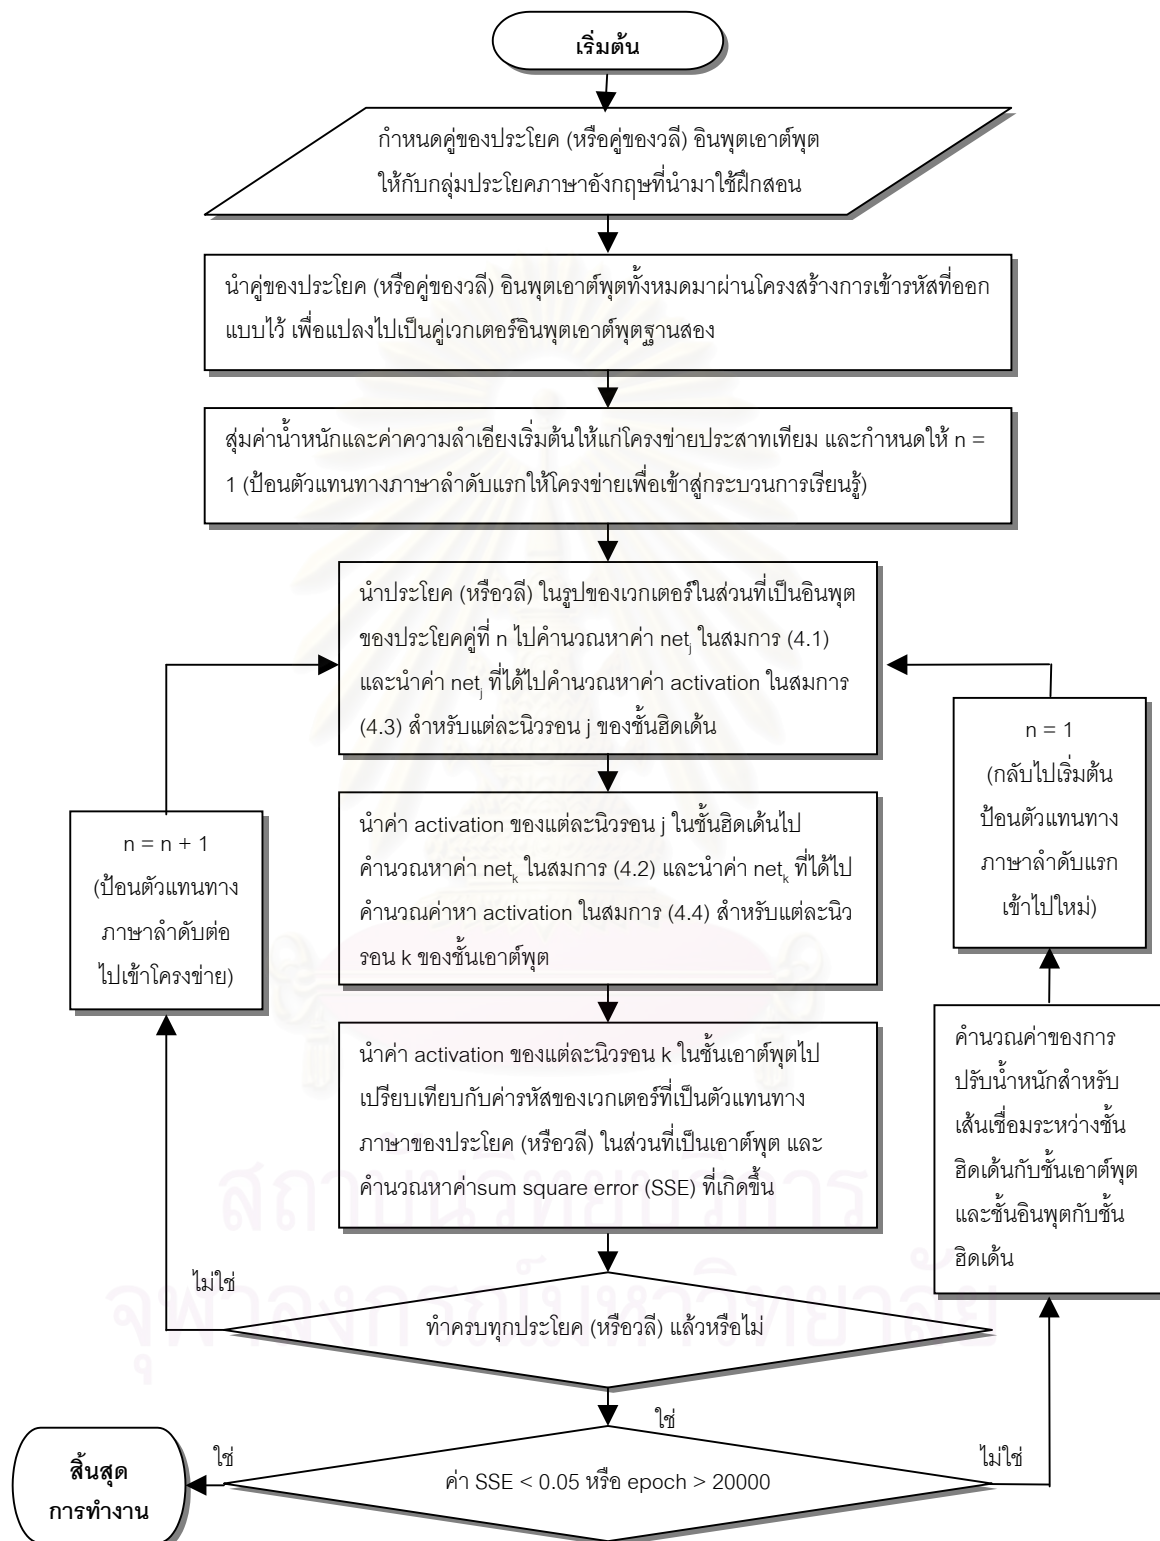 เริ่มต้น
กำหนดคู่ของประโยค (หรือคู่ของวลี) อินพุตเอาต์พุต
ให้กับกลุ่มประโยคภาษาอังกฤษที่นำมาใช้ฝึกสอน
นำคู่ของประโยค (หรือคู่ของวลี) อินพุตเอาต์พุตทั้งหมดมาผ่านโครงสร้างการเข้ารหัสที่ออก
แบบไว้ เพื่อแปลงไปเป็นคู่เวกเตอร์อินพุตเอาต์พุตฐานสอง
สุ่มค่าน้ำหนักและค่าความลำเอียงเริ่มต้นให้แก่โครงข่ายประสาทเทียม และกำหนดให้ n =
1 (ป้อนตัวแทนทางภาษาลำดับแรกให้โครงข่ายเพื่อเข้าสู่กระบวนการเรียนรู้)
นำประโยค (หรือวลี) ในรูปของเวกเตอร์ในส่วนที่เป็นอินพุต
ของประโยคคู่ที่ n ไปคำนวณหาค่า netj ในสมการ (4.1)
และนำค่า netj ที่ได้ไปคำนวณหาค่า activation ในสมการ
(4.3) สำหรับแต่ละนิวรอน j ของชั้นฮิดเด้น
นำค่า activation ของแต่ละนิวรอน j ในชั้นฮิดเด้นไป
คำนวณหาค่า netk ในสมการ (4.2) และนำค่า netk ที่ได้ไป
คำนวณค่าหา activation ในสมการ (4.4) สำหรับแต่ละนิว
รอน k ของชั้นเอาต์พุต
นำค่า activation ของแต่ละนิวรอน k ในชั้นเอาต์พุตไป
เปรียบเทียบกับค่ารหัสของเวกเตอร์ที่เป็นตัวแทนทาง
ภาษาของประโยค (หรือวลี) ในส่วนที่เป็นเอาต์พุต และ
คำนวณหาค่าsum square error (SSE) ที่เกิดขึ้น
n = n + 1
(ป้อนตัวแทนทาง
ภาษาลำดับต่อ
ไปเข้าโครงข่าย)
n = 1
(กลับไปเริ่มต้น
ป้อนตัวแทนทาง
ภาษาลำดับแรก
เข้าไปใหม่)
คำนวณค่าของการ
ปรับน้ำหนักสำหรับ
เส้นเชื่อมระหว่างชั้น
ฮิดเด้นกับชั้นเอาต์พุต
และชั้นอินพุตกับชั้น
ฮิดเด้น
ไม่ใช่
ทำครบทุกประโยค (หรือวลี) แล้วหรือไม่
ใช่
ใช่
ค่า SSE < 0.05 หรือ epoch > 20000
ไม่ใช่
สิ้นสุด
การทำงาน
สถาบันวิทยบริการ
จุฬาลงกรณ์มหาวิทยาลัย